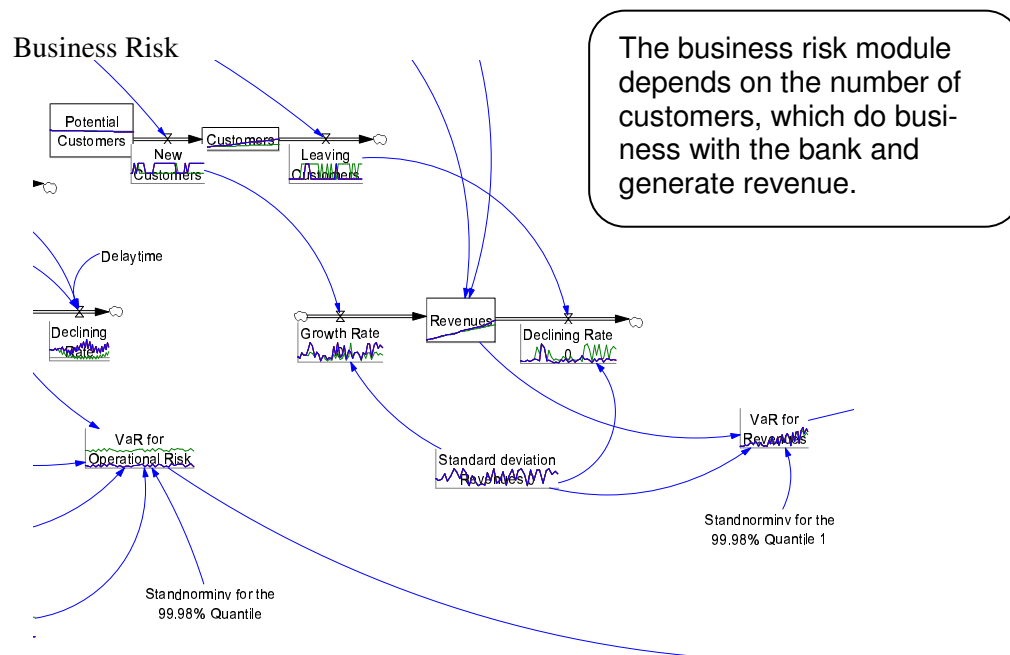 Business Risk
The business risk module
depends on the number of
customers, which do busi-
ness with the bank and
generate revenue.
Potential
Customers
Customers
New
Customers
Leaving
Customers
Delaytime
Declining
Rate
Growth Rate
Revenues
Declining Rate
0
VaR for
Operational Risk
Standard deviation
Revenues 0
VaR for
Revenues
Standnorminv for the
99.98% Quantile 1
Standnorminv for the
99.98% Quantile